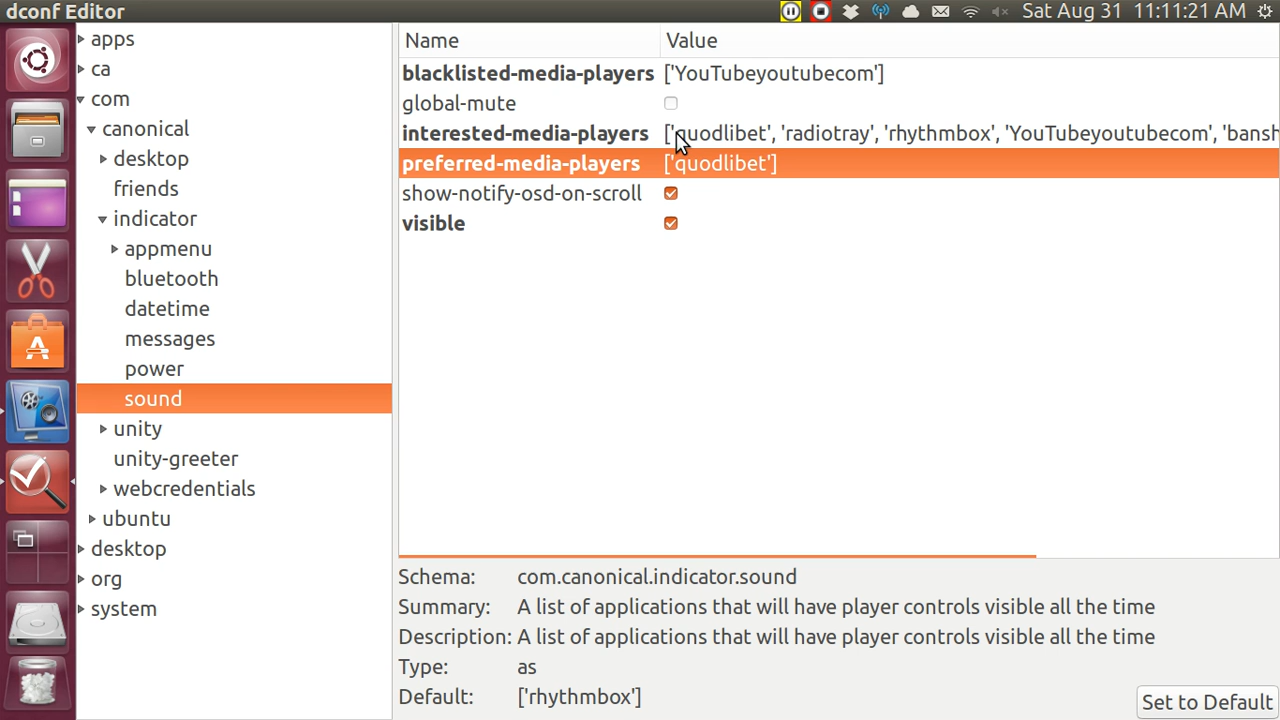 dconf Editor
Sat Aug 31 11:11:21 AM
apps
ca
com
canonical
desktop
friends
indicator
appmenu
bluetooth
datetime
messages
power
sound
unity
unity-greeter
webcredentials
ubuntu
desktop
org
system
Name Value
blacklisted-media-players ['YouTubeyoutubecom']
global-mute
interested-media-players ['quodlibet', 'radiotray', 'rhythmbox', 'YouTubeyoutubecom', 'bansh
preferred-media-players ['quodlibet']
show-notify-osd-on-scroll
visible
Schema: com.canonical.indicator.sound
Summary: A list of applications that will have player controls visible all the time
Description: A list of applications that will have player controls visible all the time
Type: as
Default: ['rhythmbox']
Set to Default